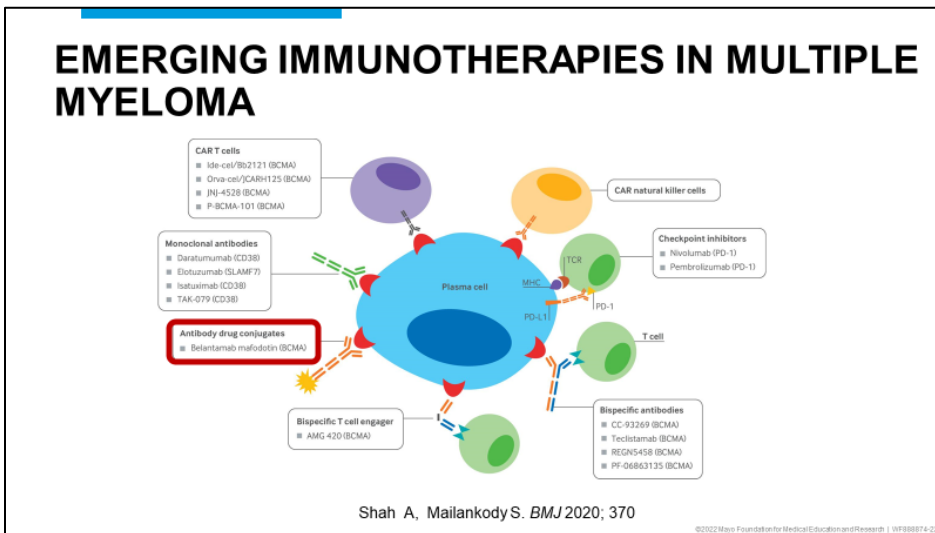 EMERGING IMMUNOTHERAPIES IN MULTIPLE
MYELOMA
CAR T cells
Ide-cel/Bb2121 (BCMA)
Orva-cel/JCARH125 (BCMA)
JNJ-4528 (BCMA)
P-BCMA-101 (BCMA)
CAR natural killer cells
Monoclonal antibodies
Daratumumab (CD38)
Elotuzumab (SLAMF7)
Isatuximab (CD38)
TAK-079 (CD38)
Checkpoint inhibitors
Nivolumab (PD-1)
Pembrolizumab (PD-1)
TCR
MHC
Plasma cell
PD-L1
PD-1
Antibody drug conjugates
Belantamab mafodotin (BCMA)
T cell
Bispecific T cell engager
AMG 420 (BCMA)
Bispecific antibodies
CC-93269 (BCMA)
Teclistamab (BCMA)
REGN5458 (BCMA)
PF-06863135 (BCMA)
Shah A, Mailankody S. BMJ 2020; 370
©2022 Mayo Foundation for Medical Education and Research |